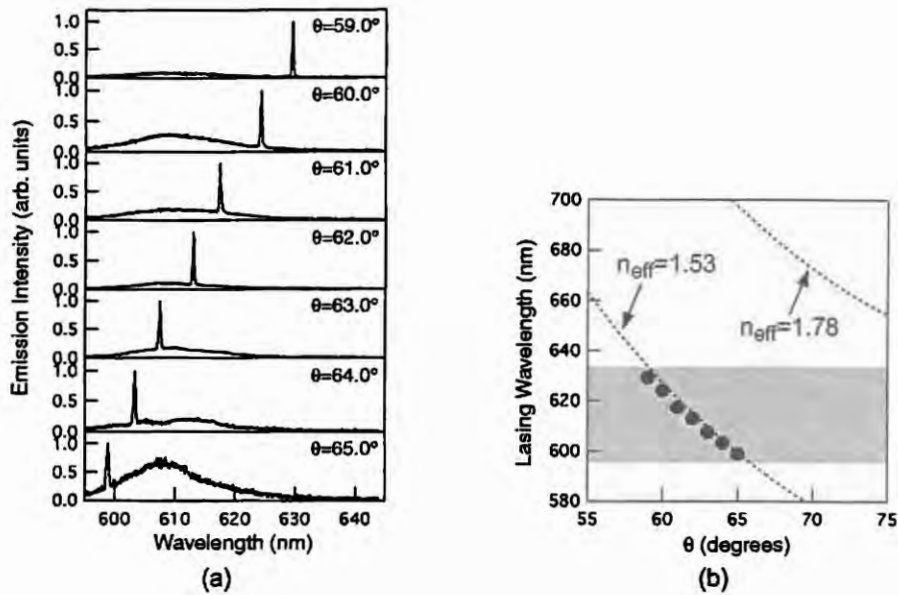 1.0
0.5
0.0
θ=59.0°
1.0
0.5
0.0
θ=60.0°
1.0
0.5
0.0
θ=61.0°
1.0
0.5
0.0
θ=62.0°
1.0
0.5
0.0
θ=63.0°
1.0
0.5
0.0
θ=64.0°
1.0
0.5
0.0
θ=65.0°
Emission Intensity (arb. units)
600 610 620 630 640
Wavelength (nm)
(a)
700
680
660
640
620
600
580
Lasing Wavelength (nm)
neff=1.53
neff=1.78
55 60 65 70 75
θ (degrees)
(b)